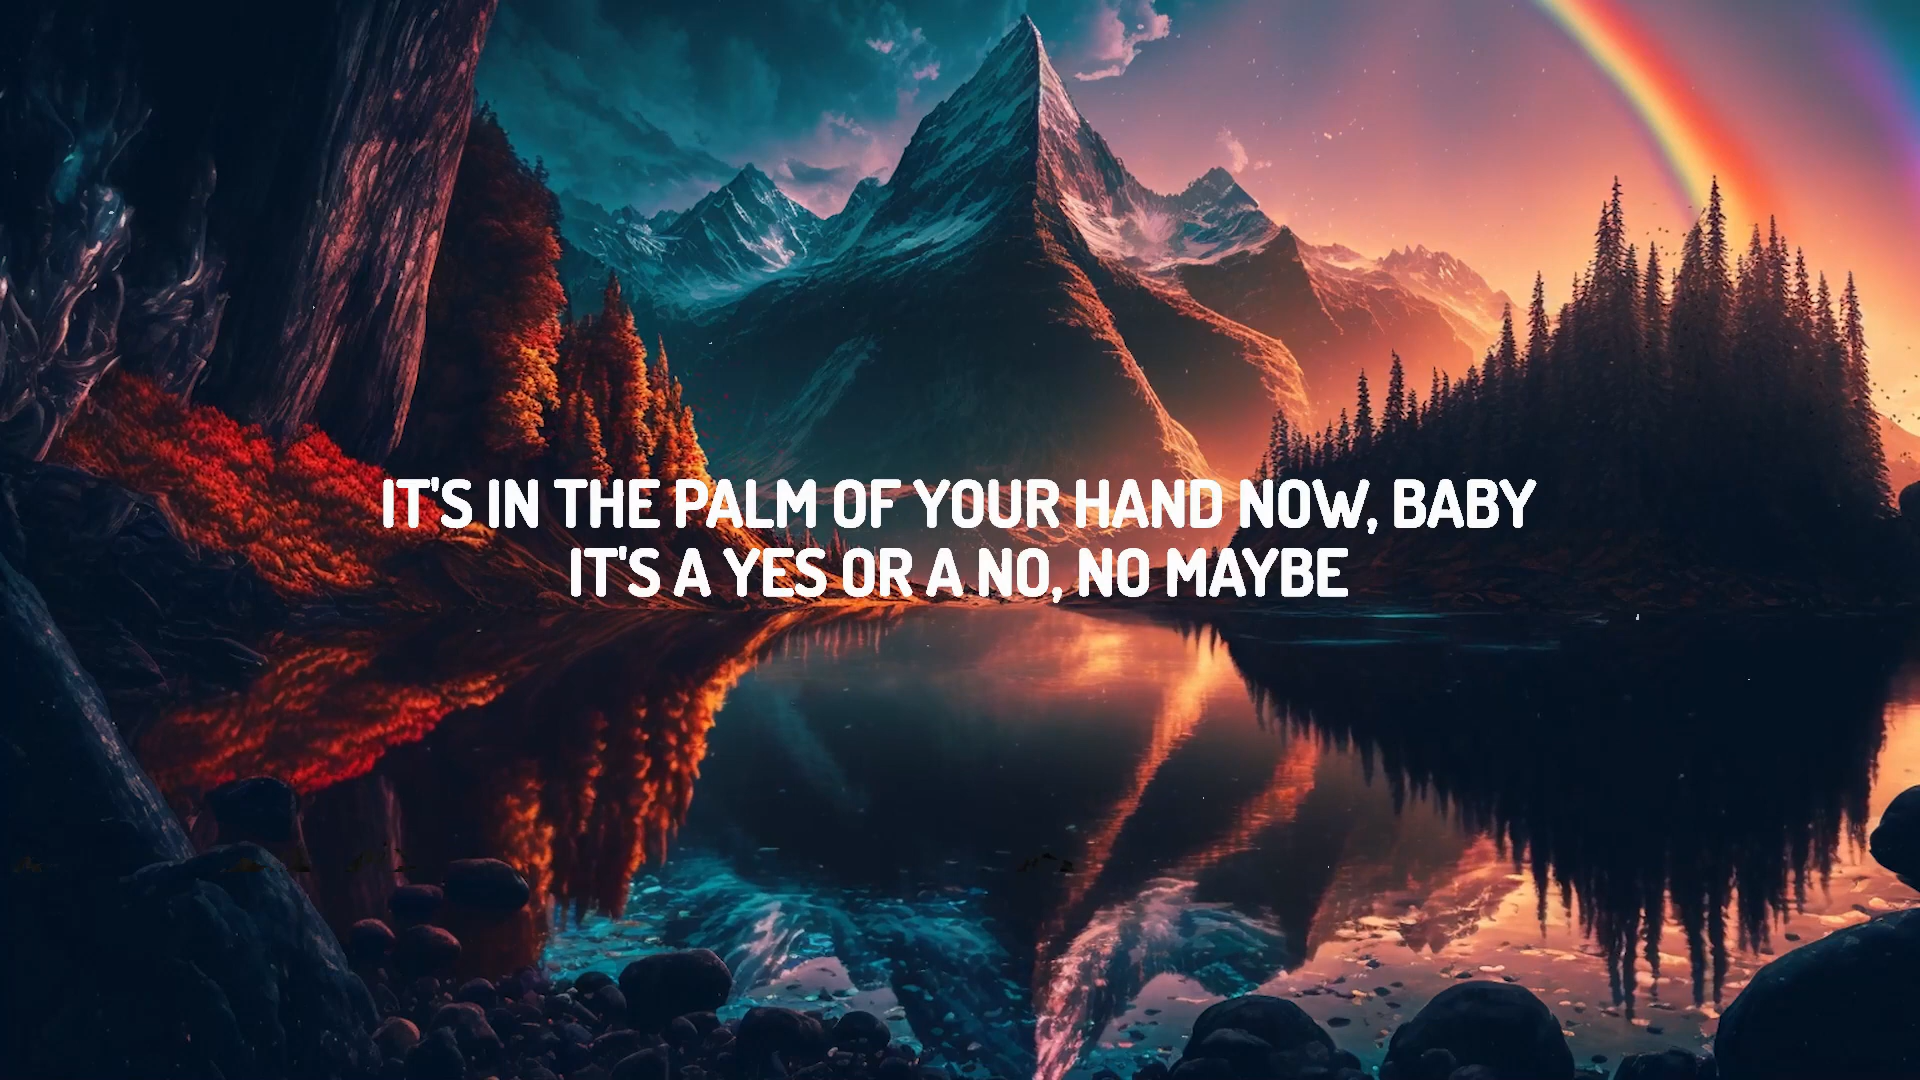 IT'S IN THE PALM OF YOUR HAND NOW, BABY
IT'S A YES OR A NO, NO MAYBE